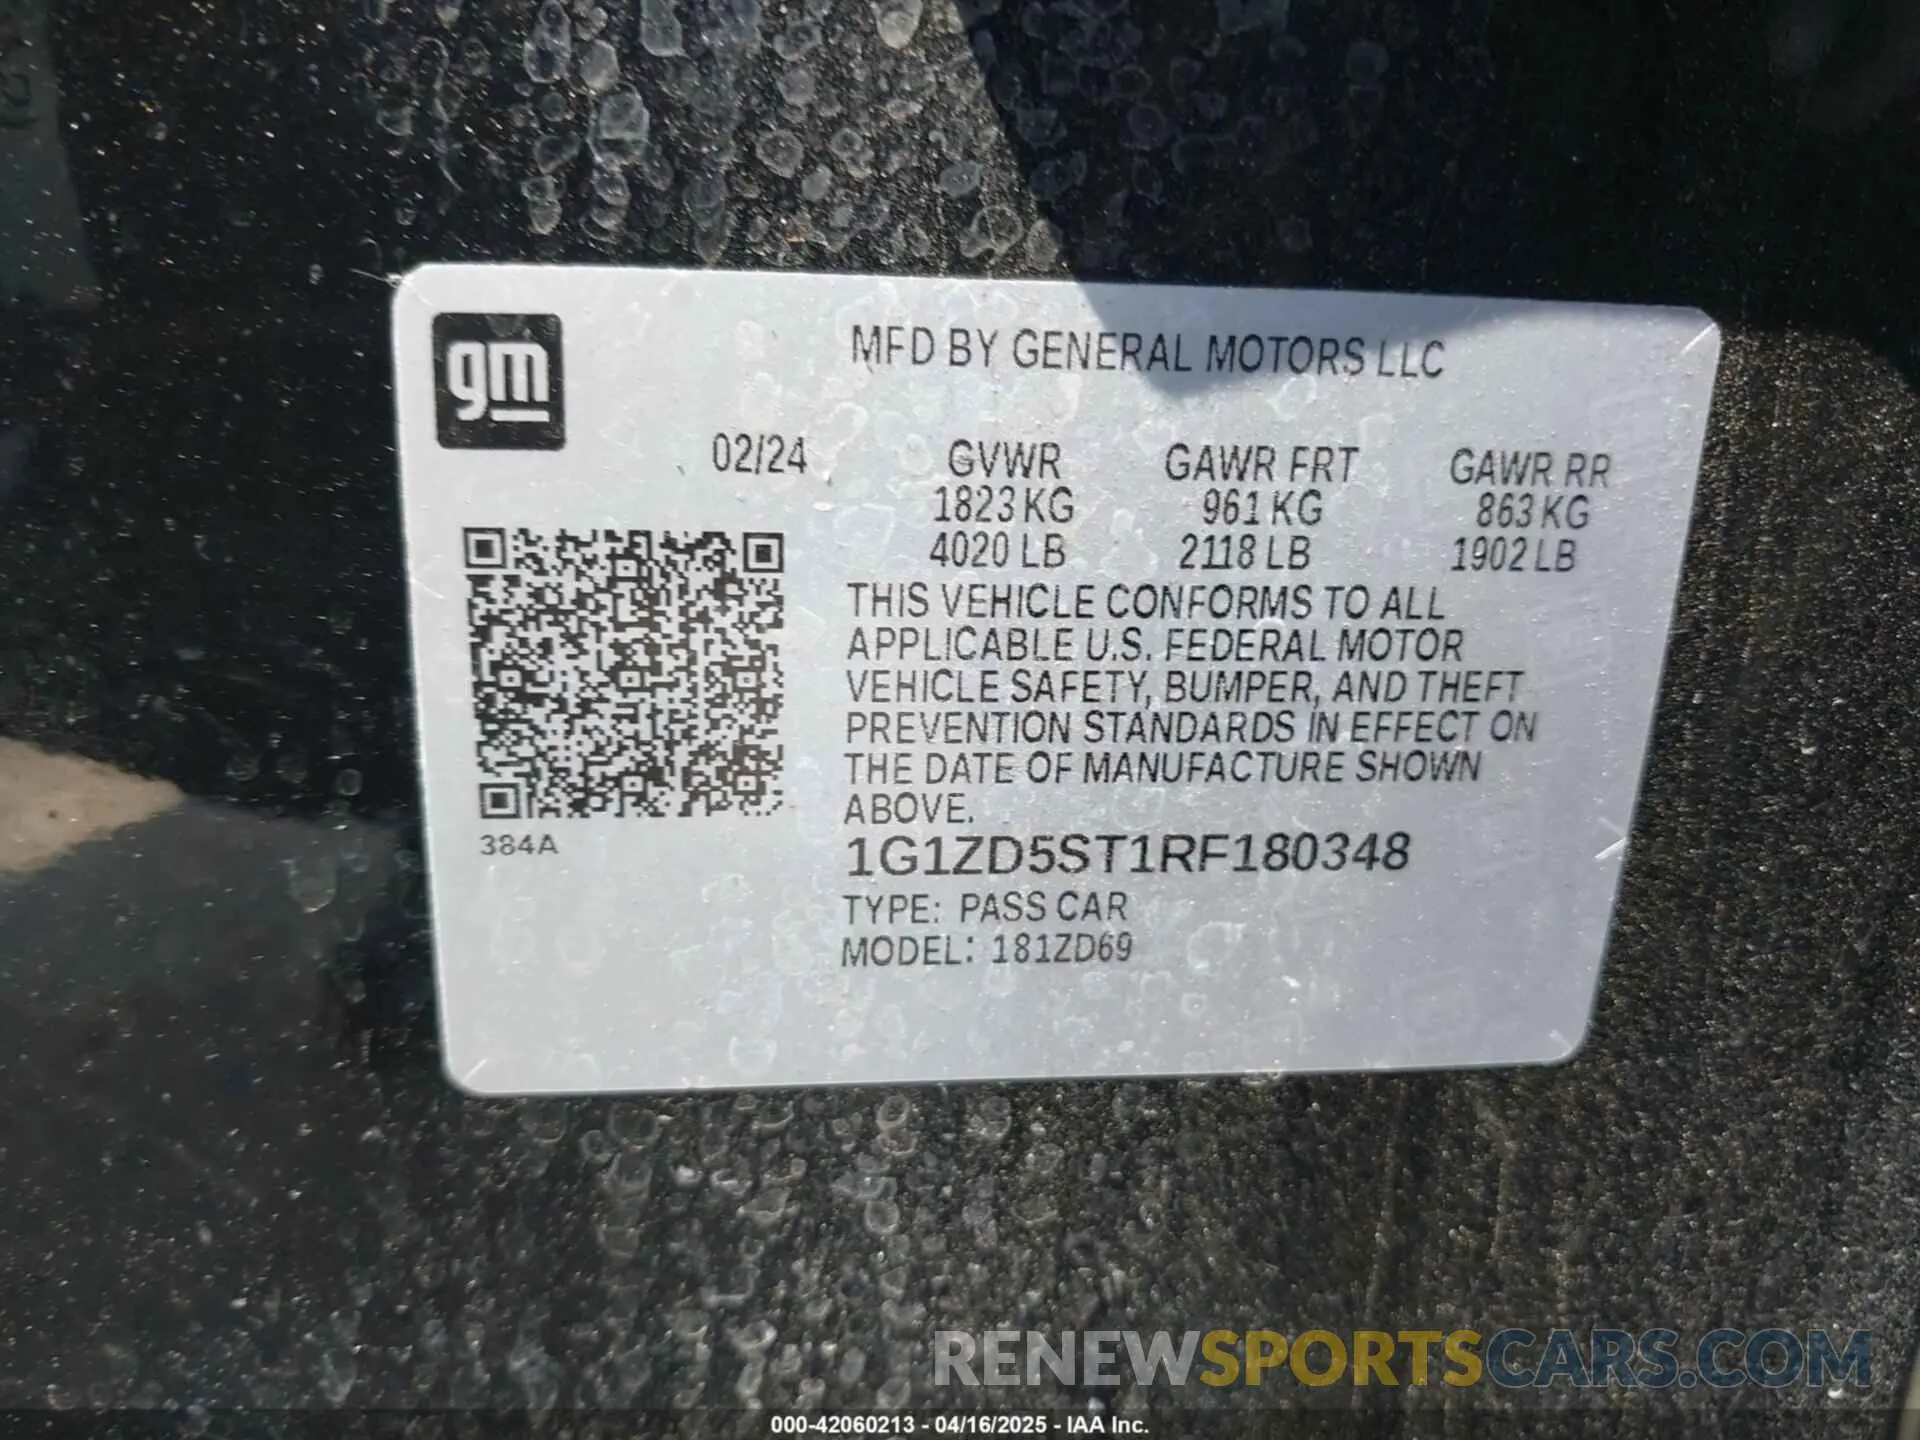 gm
MFD BY GENERAL MOTORS LLC
02/24 GVWR GAWR FRT GAWR RR
1823 KG 961 KG 863 KG
4020 LB 2118 LB 1902 LB
THIS VEHICLE CONFORMS TO ALL
APPLICABLE U.S. FEDERAL MOTOR
VEHICLE SAFETY, BUMPER, AND THEFT
PREVENTION STANDARDS IN EFFECT ON
THE DATE OF MANUFACTURE SHOWN
ABOVE.
384A
1G1ZD5ST1RF180348
TYPE: PASS CAR
MODEL: 181ZD69
RENEWSPORTSCARS.COM
000-42060213 - 04/16/2025 - IAA Inc.